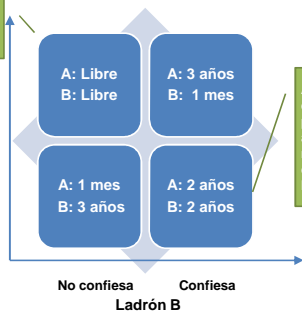 A: Libre
B: Libre
A: 3 años
B: 1 mes
A: 1 mes
B: 3 años
A: 2 años
B: 2 años
No confiesa
Confiesa
Ladrón B